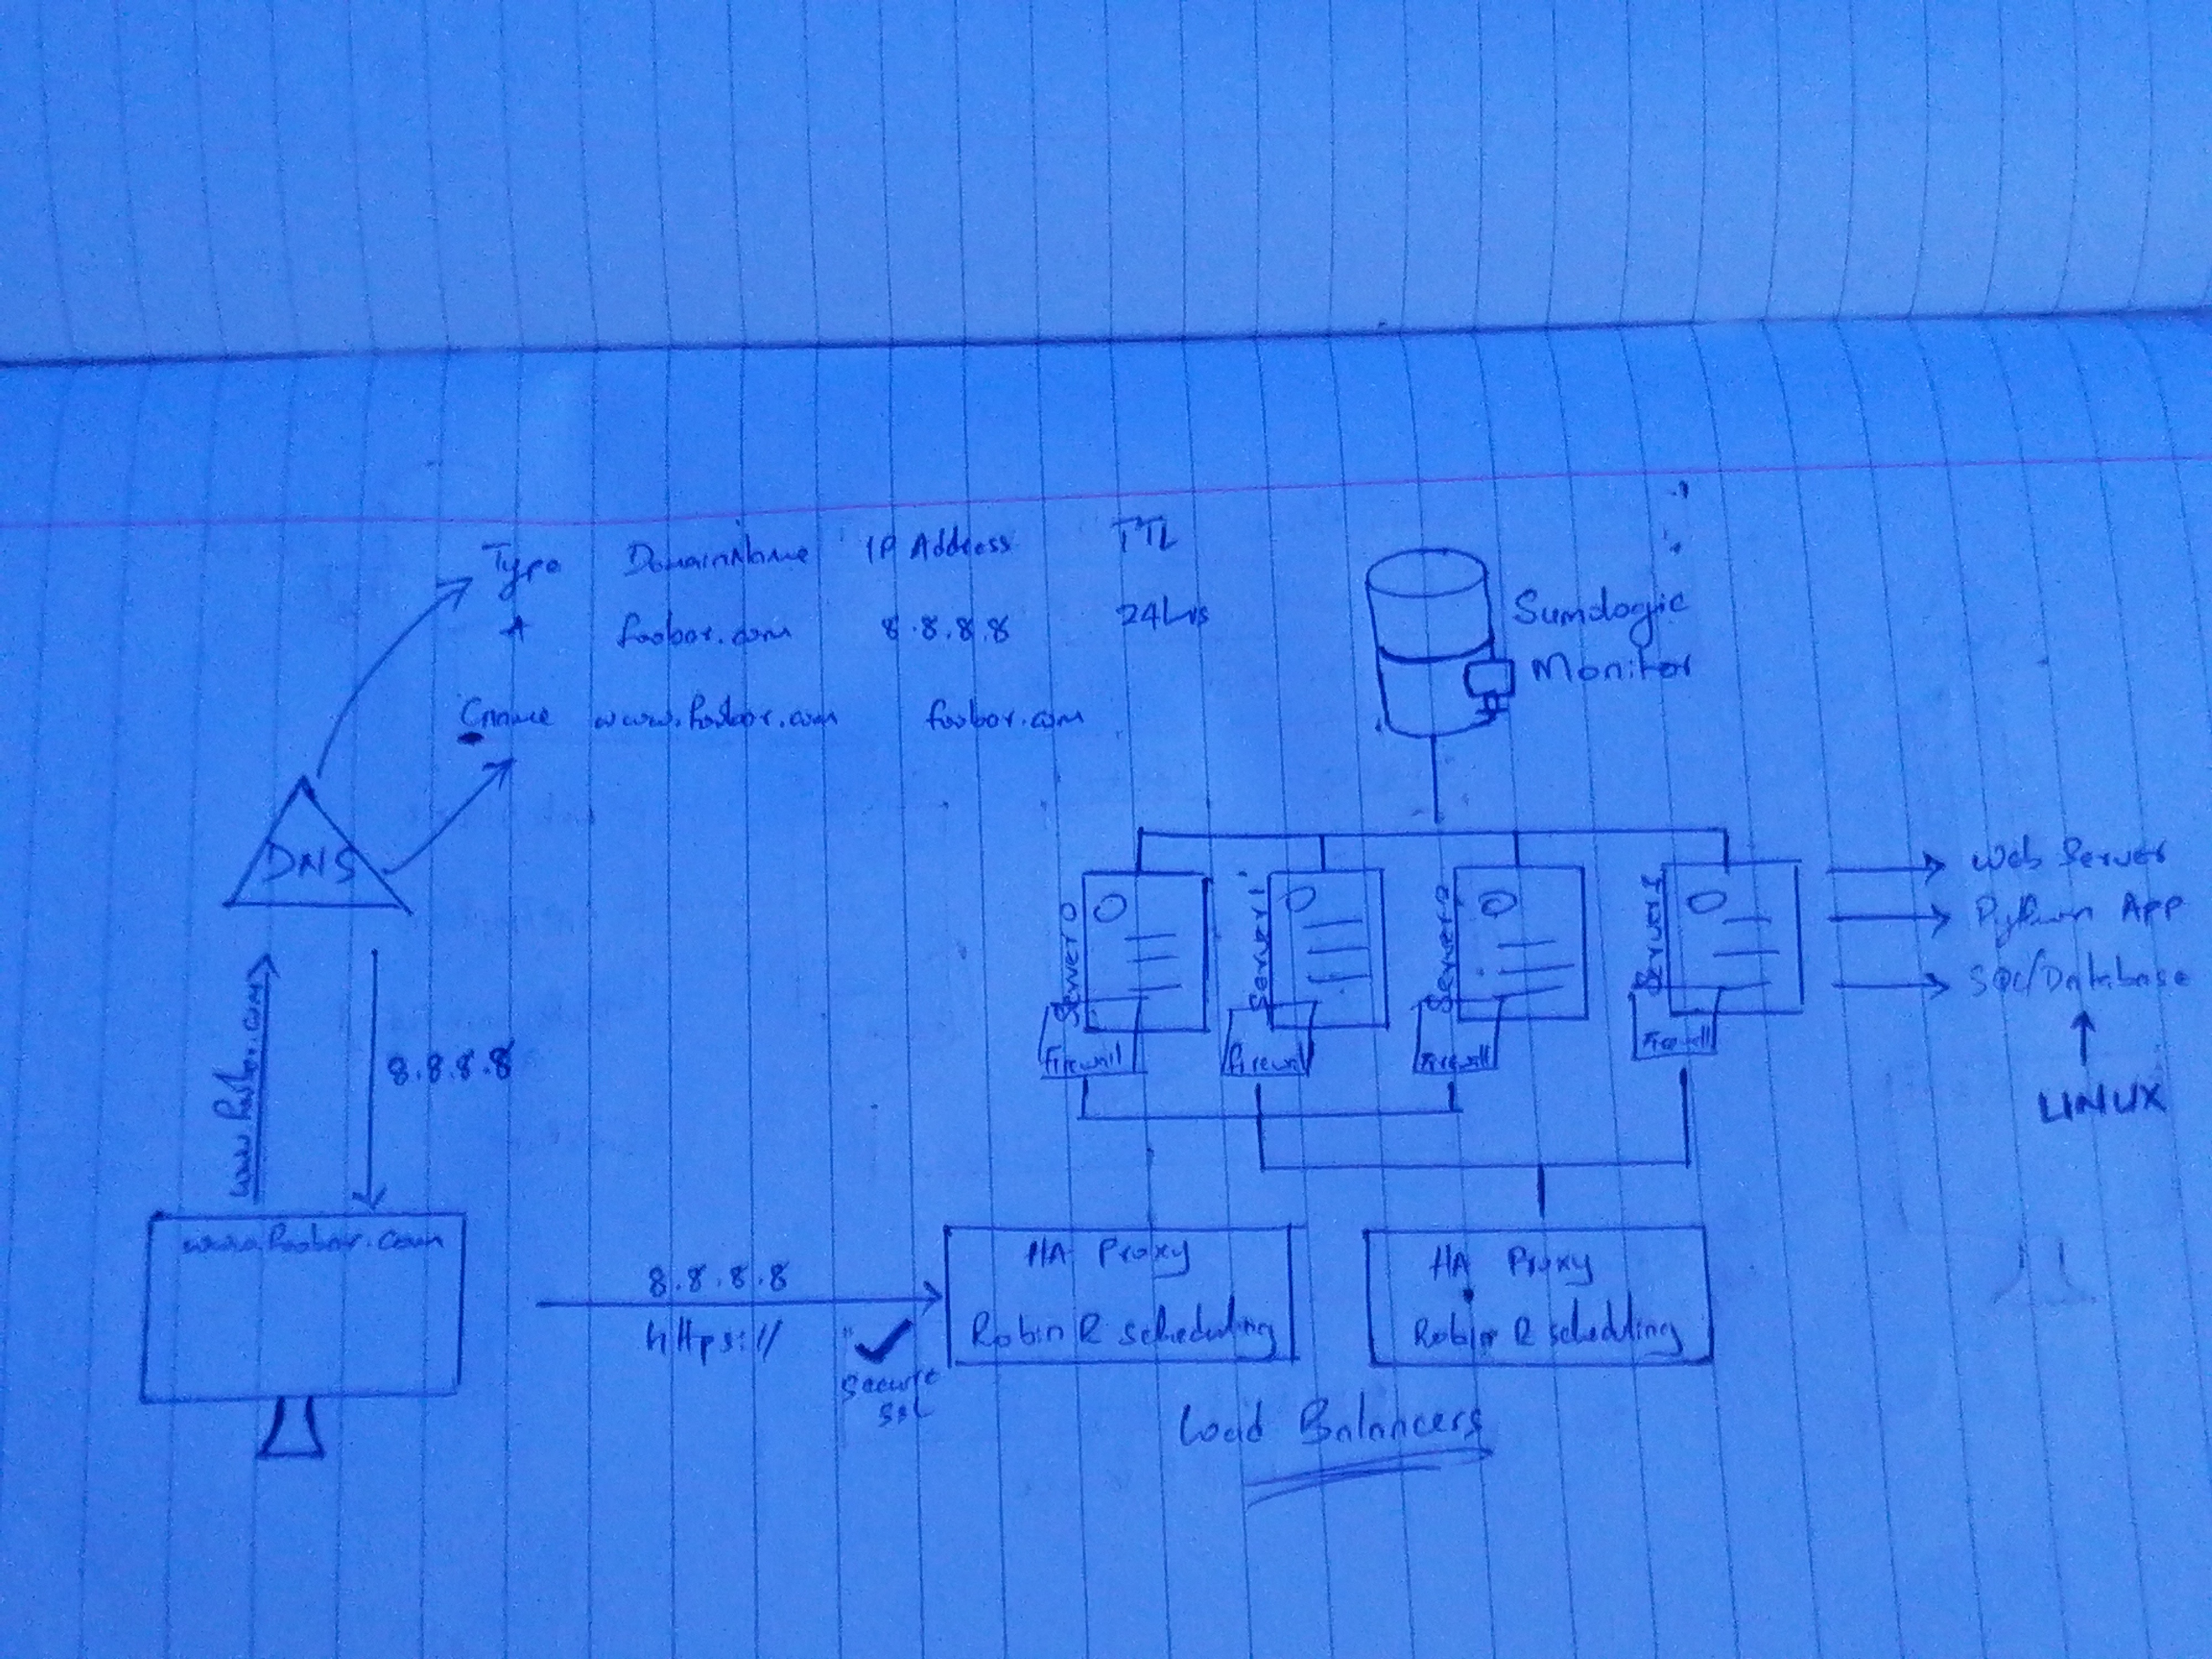 Type DomainName IP Address TTL
A foobar.com 8.8.8.8 24hrs
Cname www.foobar.com foobar.com
Sumologic
Monitor
DNS
www.foobar.com
8.8.8.8
Server 0
Server 1
Server 0
Server 1
Firewall
Firewall
Firewall
Firewall
Web Server
Python App
SQL/Database
LINUX
www.foobar.com
8.8.8.8
https://
Secure
SSL
HA Proxy
Robin R scheduling
HA Proxy
Robin R scheduling
Load Balancers